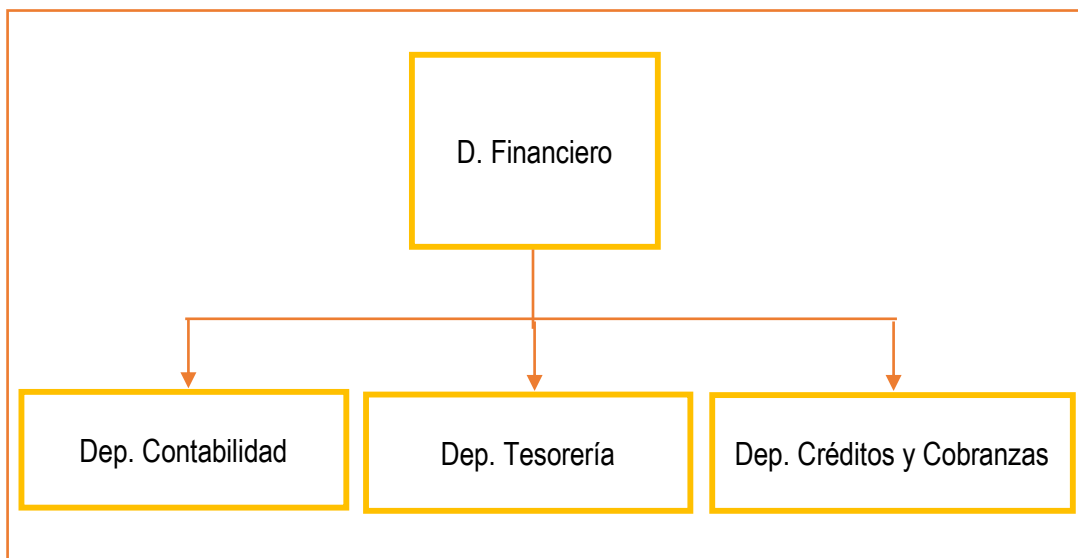 D. Financiero
Dep. Contabilidad
Dep. Tesorería
Dep. Créditos y Cobranzas